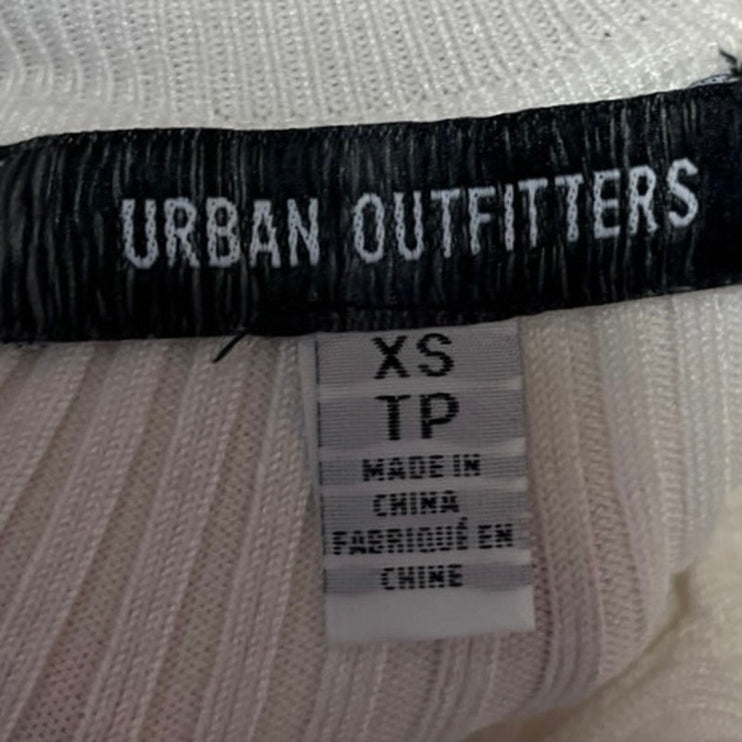 URBAN OUTFITTERS
XS
TP
MADE IN
CHINA
FABRIQUÉ EN
CHINE